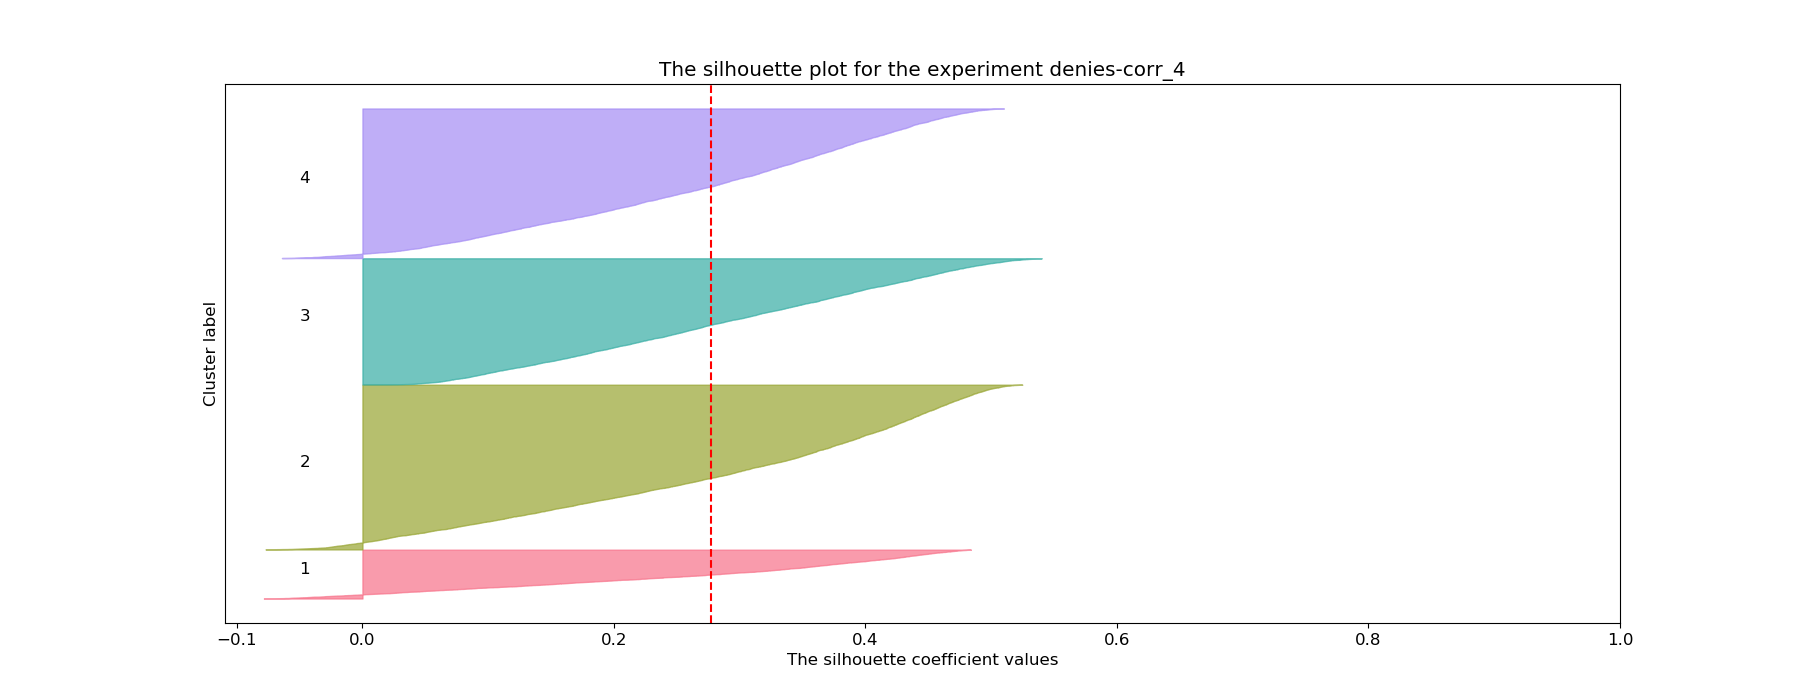 The silhouette plot for the experiment denies-corr_4
4
3
2
1
Cluster label
−0.1 0.0 0.2 0.4 0.6 0.8 1.0
The silhouette coefficient values